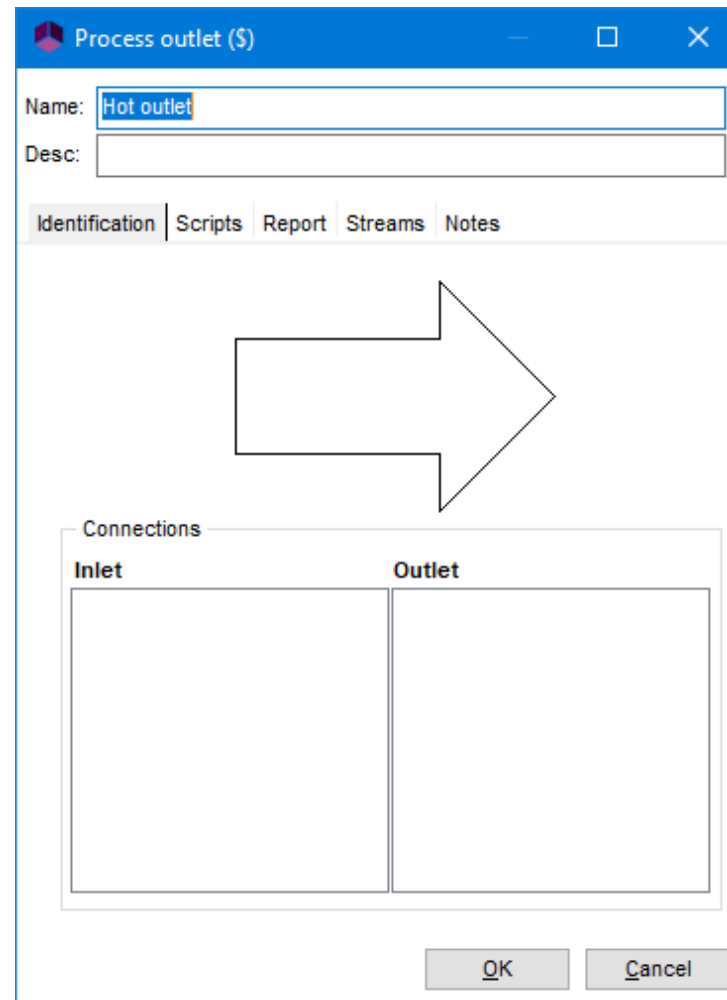 Process outlet ($)
Name: Hot outlet
Desc:
Identification Scripts Report Streams Notes
Connections
Inlet Outlet
OK Cancel